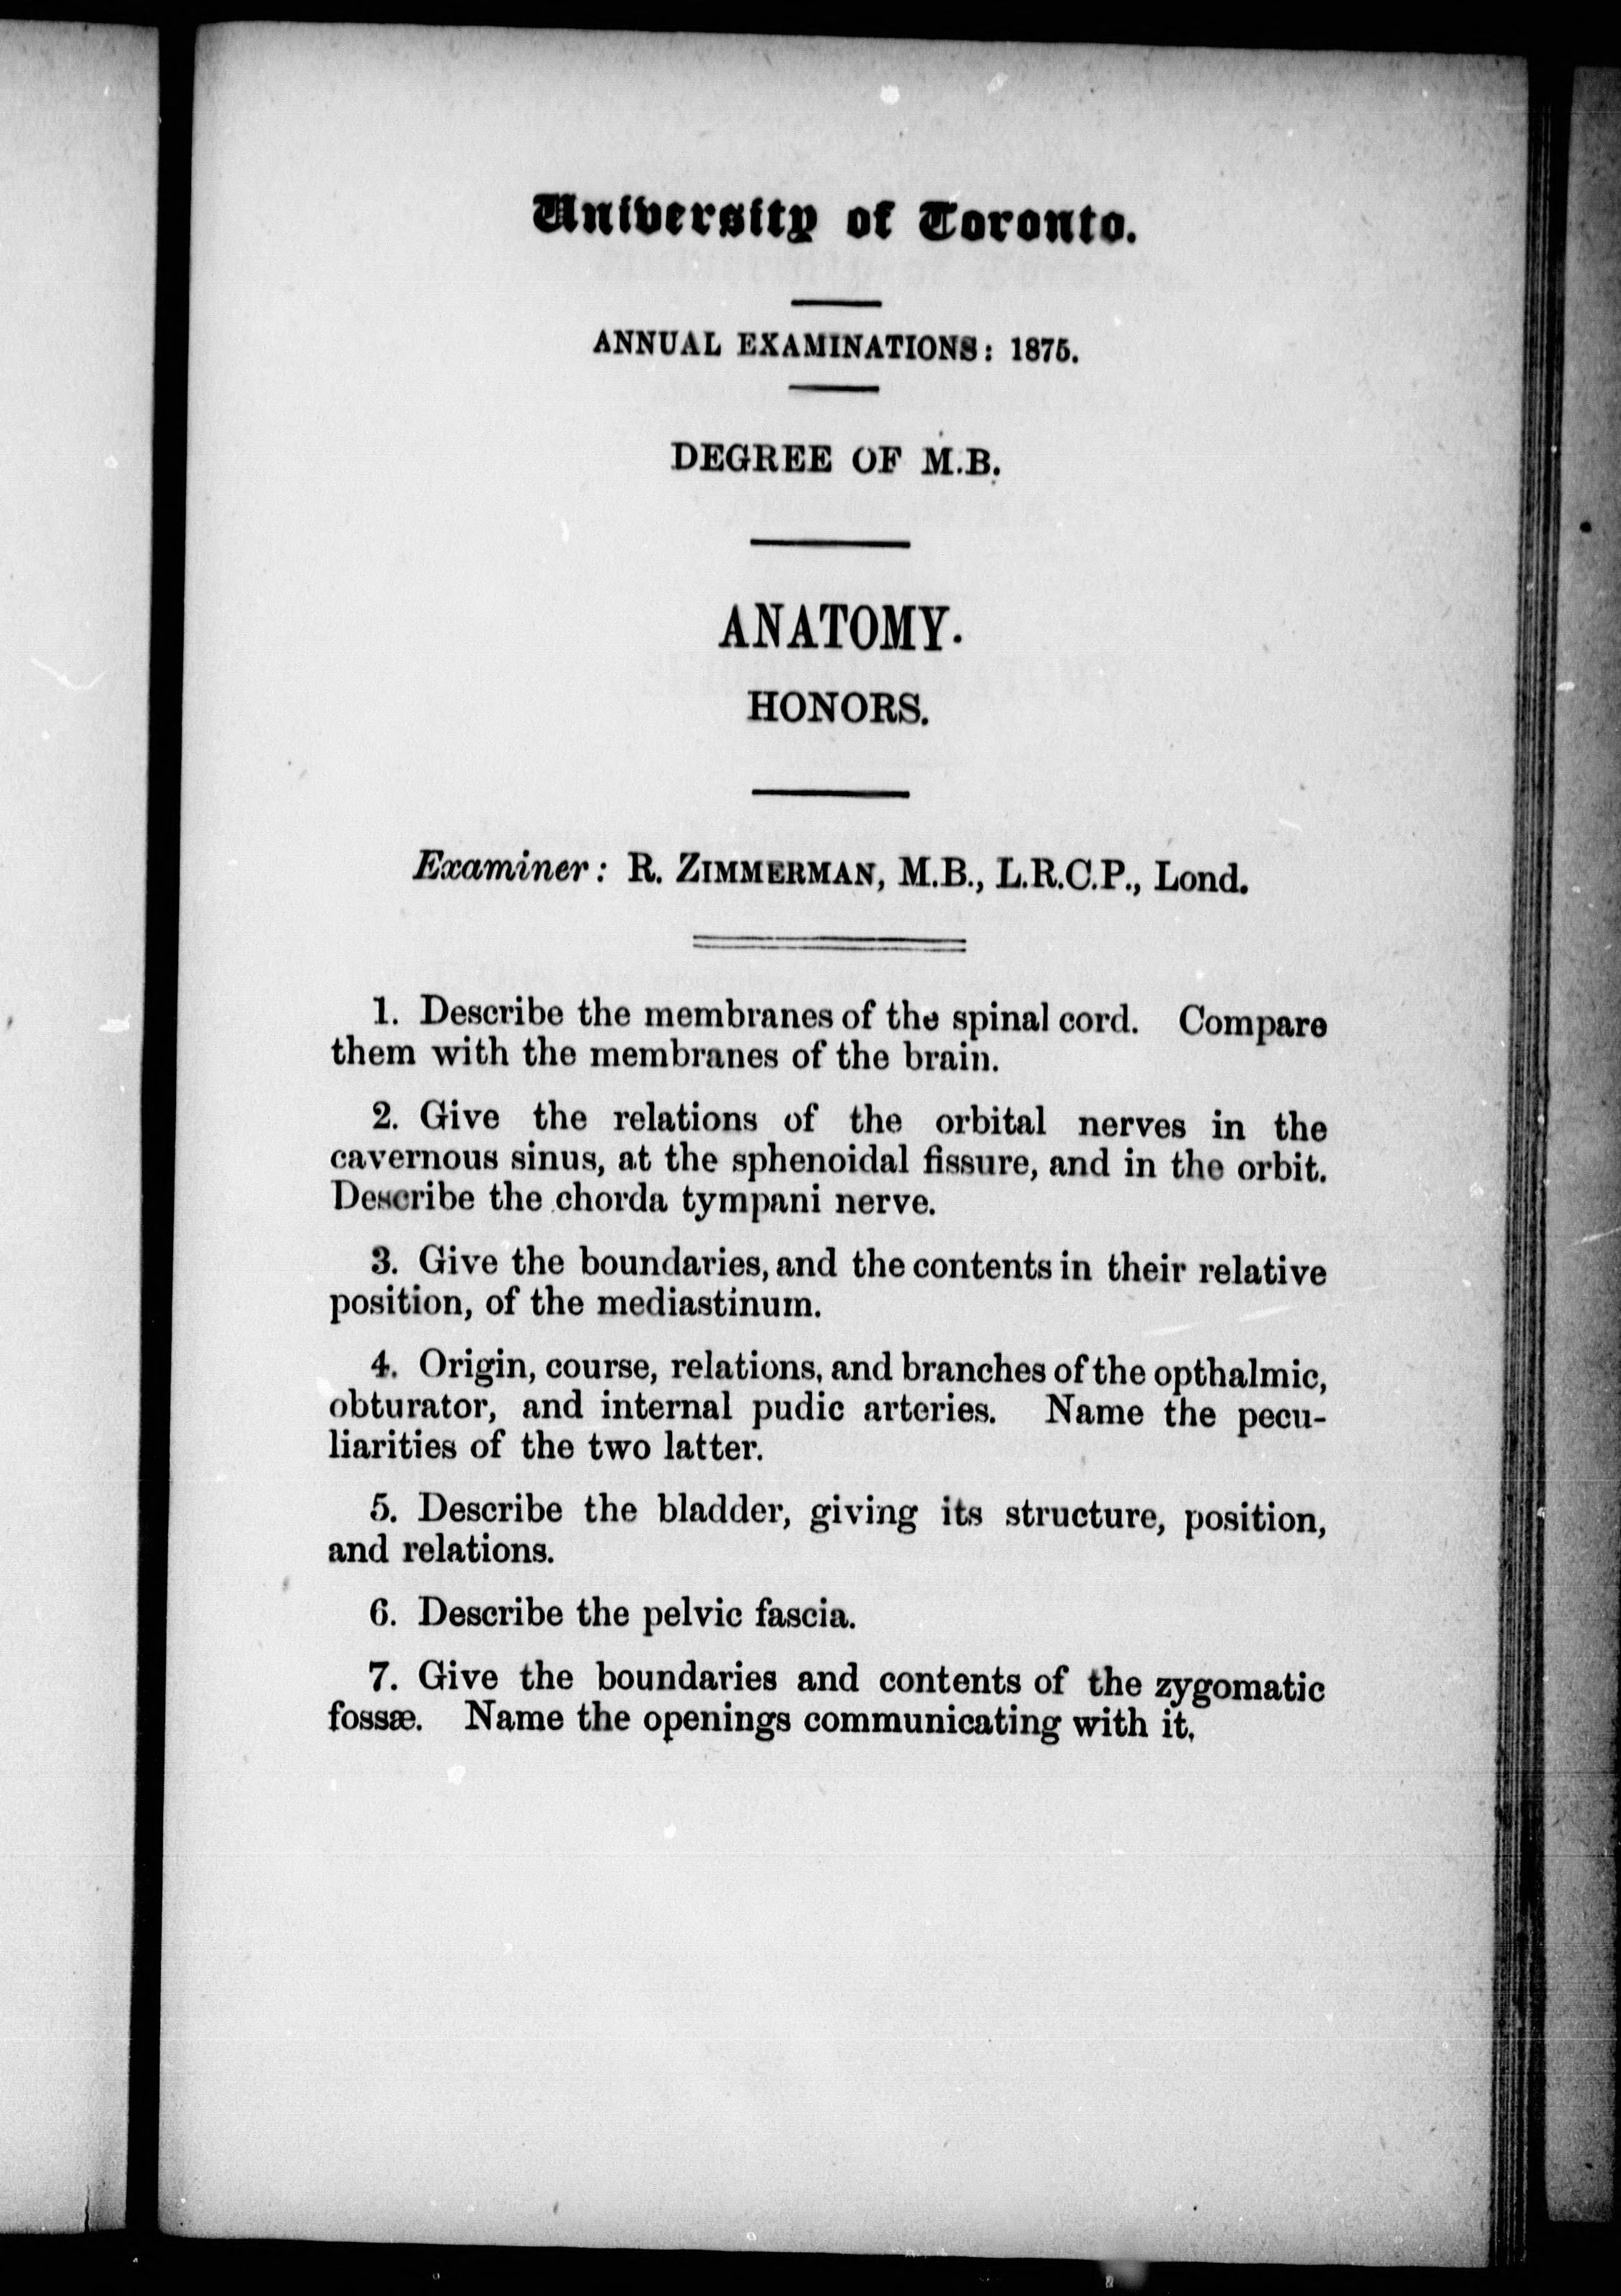 University of Toronto.
ANNUAL EXAMINATIONS: 1875.
DEGREE OF M.B.
ANATOMY.
HONORS.
Examiner: R. ZIMMERMAN, M.B., L.R.C.P., Lond.
1. Describe the membranes of the spinal cord. Compare
them with the membranes of the brain.
2. Give the relations of the orbital nerves in the
cavernous sinus, at the sphenoidal fissure, and in the orbit.
Describe the chorda tympani nerve.
3. Give the boundaries, and the contents in their relative
position, of the mediastinum.
4. Origin, course, relations, and branches of the opthalmic,
obturator, and internal pudic arteries. Name the pecu-
liarities of the two latter.
5. Describe the bladder, giving its structure, position,
and relations.
6. Describe the pelvic fascia.
7. Give the boundaries and contents of the zygomatic
fossæ. Name the openings communicating with it.